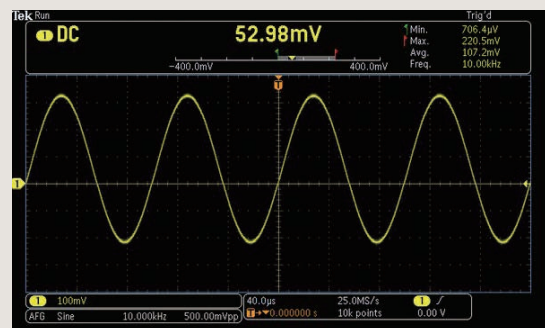 Tek Run Trig'd
1 DC 52.98mV
Min. 706.4µV
Max. 220.5mV
Avg. 107.2mV
Freq. 10.00kHz
-400.0mV 400.0mV
T
1
1 100mV
40.0µs 25.0MS/s
T→▼0.000000 s 10k points
1 ∫ 0.00 V
AFG Sine 10.000kHz 500.00mVpp